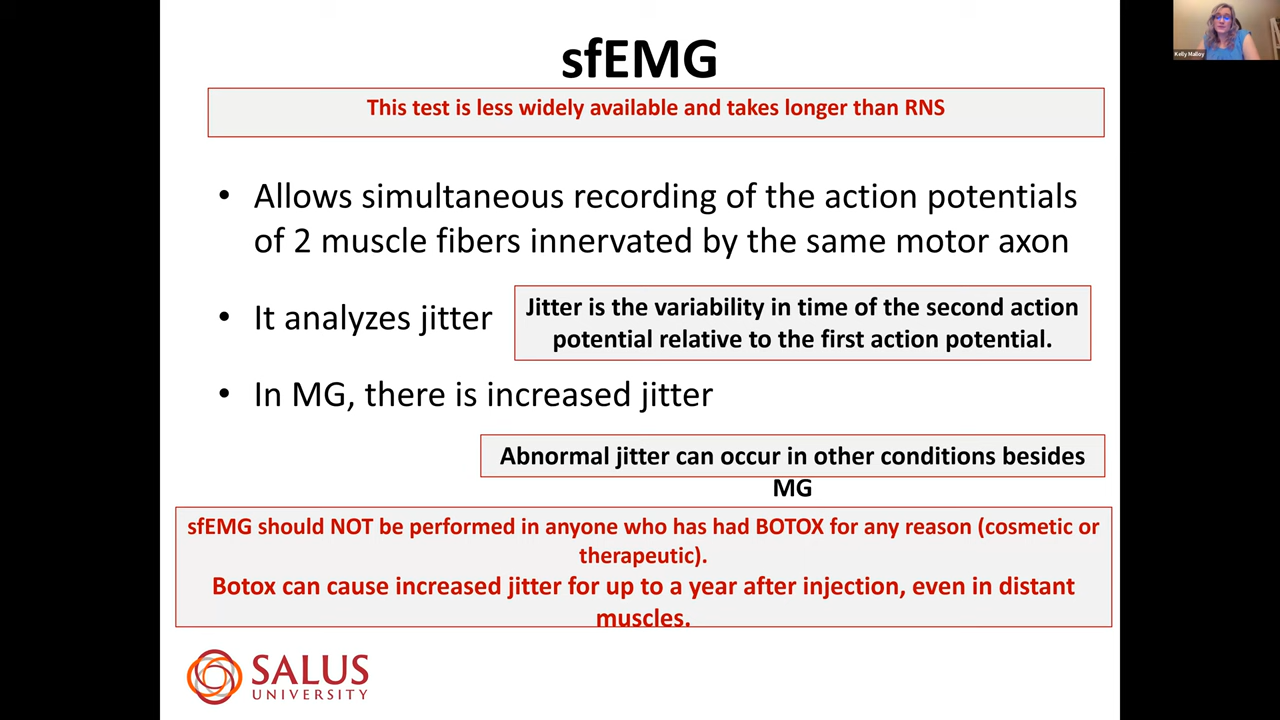 sfEMG
This test is less widely available and takes longer than RNS
• Allows simultaneous recording of the action potentials
of 2 muscle fibers innervated by the same motor axon
• It analyzes jitter
Jitter is the variability in time of the second action
potential relative to the first action potential.
• In MG, there is increased jitter
Abnormal jitter can occur in other conditions besides
MG
sfEMG should NOT be performed in anyone who has had BOTOX for any reason (cosmetic or
therapeutic).
Botox can cause increased jitter for up to a year after injection, even in distant
muscles.
SALUS
UNIVERSITY
Kelly Malloy